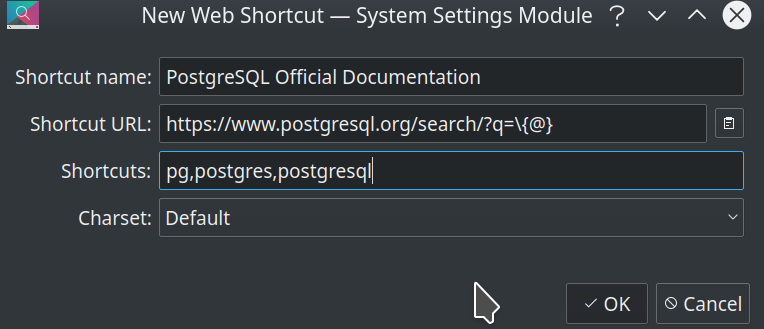 New Web Shortcut — System Settings Module
Shortcut name: PostgreSQL Official Documentation
Shortcut URL: https://www.postgresql.org/search/?q=\{@}
Shortcuts: pg,postgres,postgresql
Charset: Default
OK Cancel